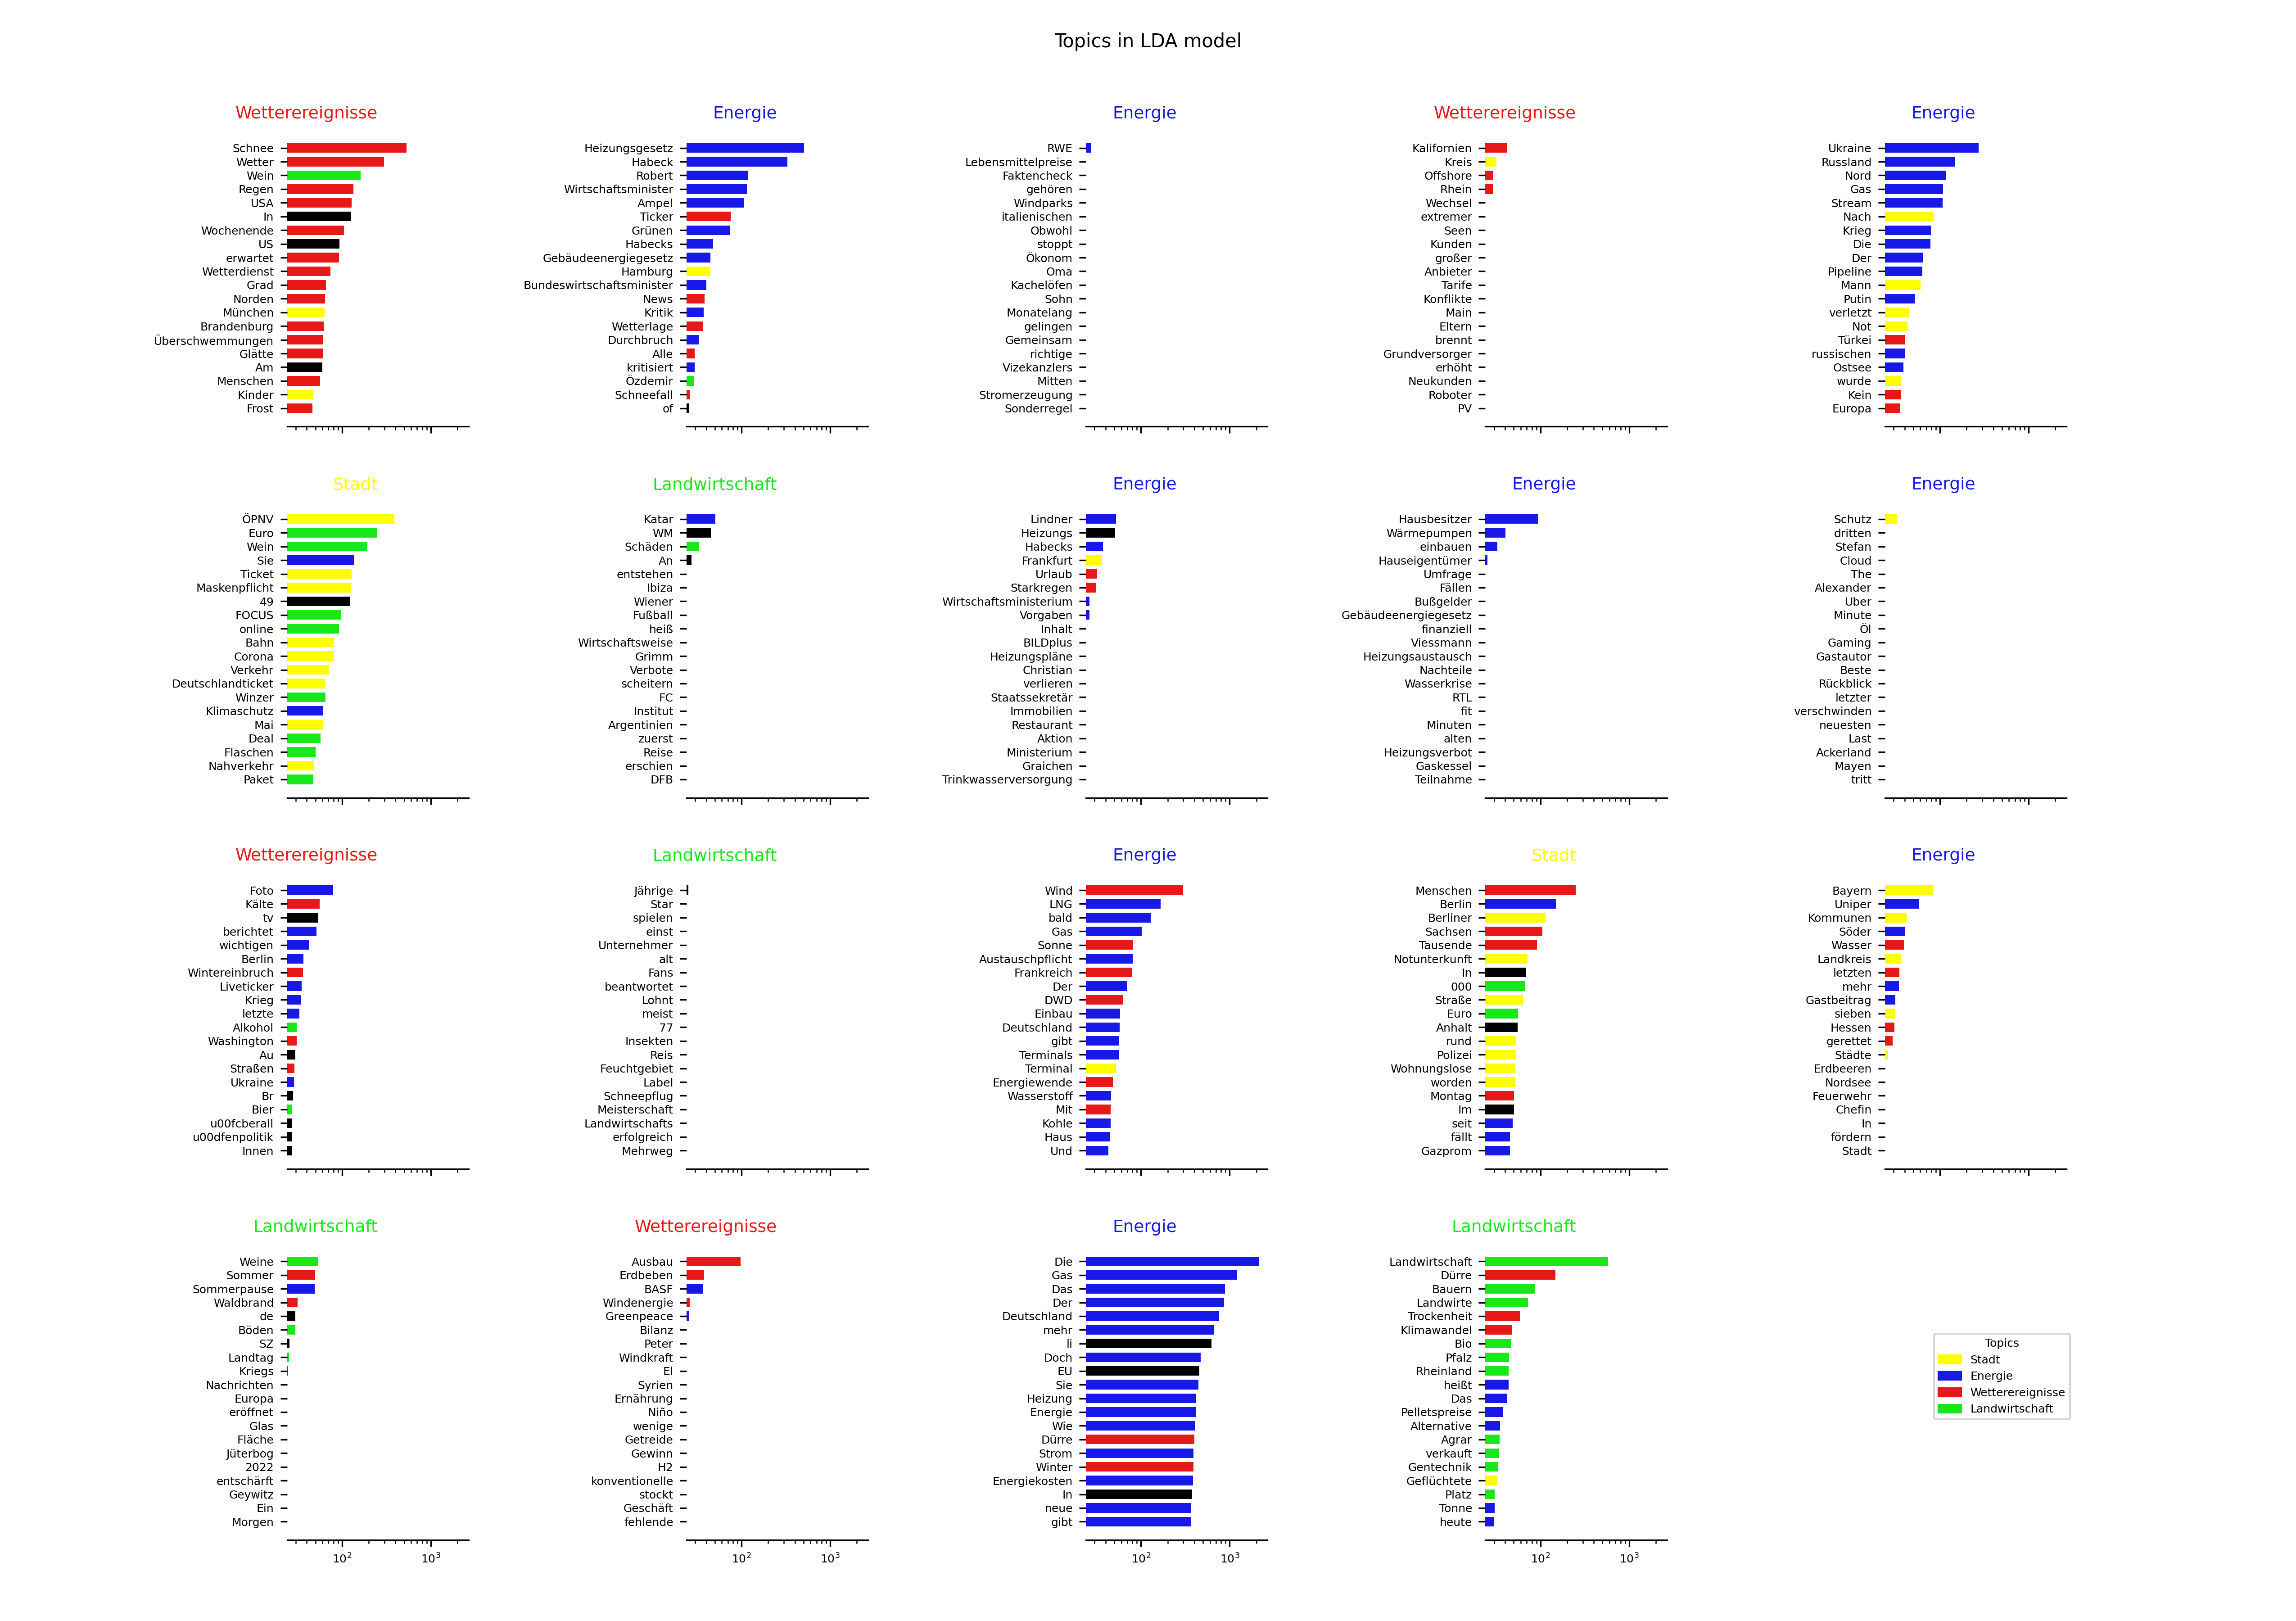 Topics in LDA model
Wetterereignisse
Schnee
Wetter
Wein
Regen
USA
In
Wochenende
US
erwartet
Wetterdienst
Grad
Norden
München
Brandenburg
Überschwemmungen
Glätte
Am
Menschen
Kinder
Frost
Energie
Heizungsgesetz
Habeck
Robert
Wirtschaftsminister
Ampel
Ticker
Grünen
Habecks
Gebäudeenergiegesetz
Hamburg
Bundeswirtschaftsminister
News
Kritik
Wetterlage
Durchbruch
Alle
kritisiert
Özdemir
Schneefall
of
Energie
RWE
Lebensmittelpreise
Faktencheck
gehören
Windparks
italienischen
Obwohl
stoppt
Ökonom
Oma
Kachelöfen
Sohn
Monatelang
gelingen
Gemeinsam
richtige
Vizekanzlers
Mitten
Stromerzeugung
Sonderregel
Wetterereignisse
Kalifornien
Kreis
Offshore
Rhein
Wechsel
extremer
Seen
Kunden
großer
Anbieter
Tarife
Konflikte
Main
Eltern
brennt
Grundversorger
erhöht
Neukunden
Roboter
PV
Energie
Ukraine
Russland
Nord
Gas
Stream
Nach
Krieg
Die
Der
Pipeline
Mann
Putin
verletzt
Not
Türkei
russischen
Ostsee
wurde
Kein
Europa
Stadt
ÖPNV
Euro
Wein
Sie
Ticket
Maskenpflicht
49
FOCUS
online
Bahn
Corona
Verkehr
Deutschlandticket
Winzer
Klimaschutz
Mai
Deal
Flaschen
Nahverkehr
Paket
Landwirtschaft
Katar
WM
Schäden
An
entstehen
Ibiza
Wiener
Fußball
heiß
Wirtschaftsweise
Grimm
Verbote
scheitern
FC
Institut
Argentinien
zuerst
Reise
erschien
DFB
Energie
Lindner
Heizungs
Habecks
Frankfurt
Urlaub
Starkregen
Wirtschaftsministerium
Vorgaben
Inhalt
BILDplus
Heizungspläne
Christian
verlieren
Staatssekretär
Immobilien
Restaurant
Aktion
Ministerium
Graichen
Trinkwasserversorgung
Energie
Hausbesitzer
Wärmepumpen
einbauen
Hauseigentümer
Umfrage
Fällen
Bußgelder
Gebäudeenergiegesetz
finanziell
Viessmann
Heizungsaustausch
Nachteile
Wasserkrise
RTL
fit
Minuten
alten
Heizungsverbot
Gaskessel
Teilnahme
Energie
Schutz
dritten
Stefan
Cloud
The
Alexander
Uber
Minute
Öl
Gaming
Gastautor
Beste
Rückblick
letzter
verschwinden
neuesten
Last
Ackerland
Mayen
tritt
Wetterereignisse
Foto
Kälte
tv
berichtet
wichtigen
Berlin
Wintereinbruch
Liveticker
Krieg
letzte
Alkohol
Washington
Au
Straßen
Ukraine
Br
Bier
u00fcberall
u00dfenpolitik
Innen
Landwirtschaft
Jährige
Star
spielen
einst
Unternehmer
alt
Fans
beantwortet
Lohnt
meist
77
Insekten
Reis
Feuchtgebiet
Label
Schneepflug
Meisterschaft
Landwirtschafts
erfolgreich
Mehrweg
Energie
Wind
LNG
bald
Gas
Sonne
Austauschpflicht
Frankreich
Der
DWD
Einbau
Deutschland
gibt
Terminals
Terminal
Energiewende
Wasserstoff
Mit
Kohle
Haus
Und
Stadt
Menschen
Berlin
Berliner
Sachsen
Tausende
Notunterkunft
In
000
Straße
Euro
Anhalt
rund
Polizei
Wohnungslose
worden
Montag
Im
seit
fällt
Gazprom
Energie
Bayern
Uniper
Kommunen
Söder
Wasser
Landkreis
letzten
mehr
Gastbeitrag
sieben
Hessen
gerettet
Städte
Erdbeeren
Nordsee
Feuerwehr
Chefin
In
fördern
Stadt
Landwirtschaft
Weine
Sommer
Sommerpause
Waldbrand
de
Böden
SZ
Landtag
Kriegs
Nachrichten
Europa
eröffnet
Glas
Fläche
Jüterbog
2022
entschärft
Geywitz
Ein
Morgen
10²
10³
Wetterereignisse
Ausbau
Erdbeben
BASF
Windenergie
Greenpeace
Bilanz
Peter
Windkraft
El
Syrien
Ernährung
Niño
wenige
Getreide
Gewinn
H2
konventionelle
stockt
Geschäft
fehlende
10²
10³
Energie
Die
Gas
Das
Der
Deutschland
mehr
li
Doch
EU
Sie
Heizung
Energie
Wie
Dürre
Strom
Winter
Energiekosten
In
neue
gibt
10²
10³
Landwirtschaft
Landwirtschaft
Dürre
Bauern
Landwirte
Trockenheit
Klimawandel
Bio
Pfalz
Rheinland
heißt
Das
Pelletspreise
Alternative
Agrar
verkauft
Gentechnik
Geflüchtete
Platz
Tonne
heute
10²
10³
Topics
Stadt
Energie
Wetterereignisse
Landwirtschaft